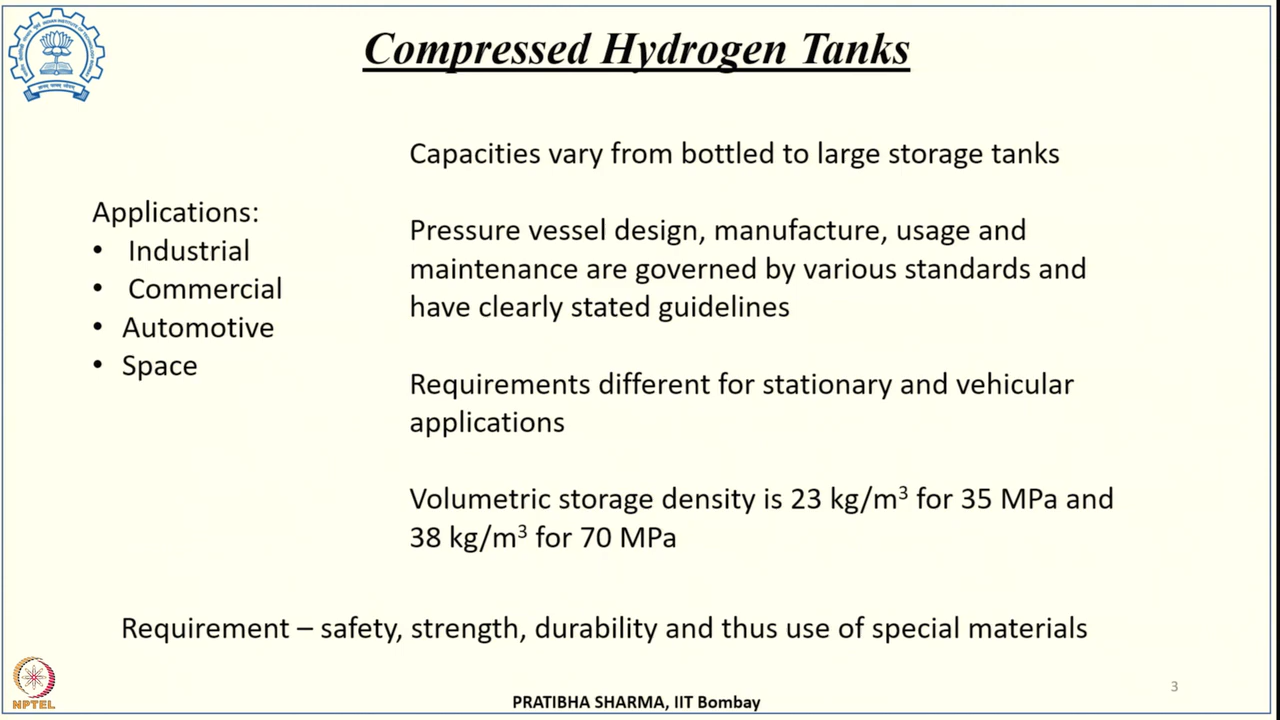 Compressed Hydrogen Tanks
Applications:
• Industrial
• Commercial
• Automotive
• Space
Capacities vary from bottled to large storage tanks
Pressure vessel design, manufacture, usage and
maintenance are governed by various standards and
have clearly stated guidelines
Requirements different for stationary and vehicular
applications
Volumetric storage density is 23 kg/m³ for 35 MPa and
38 kg/m³ for 70 MPa
Requirement – safety, strength, durability and thus use of special materials
NPTEL
PRATIBHA SHARMA, IIT Bombay
3